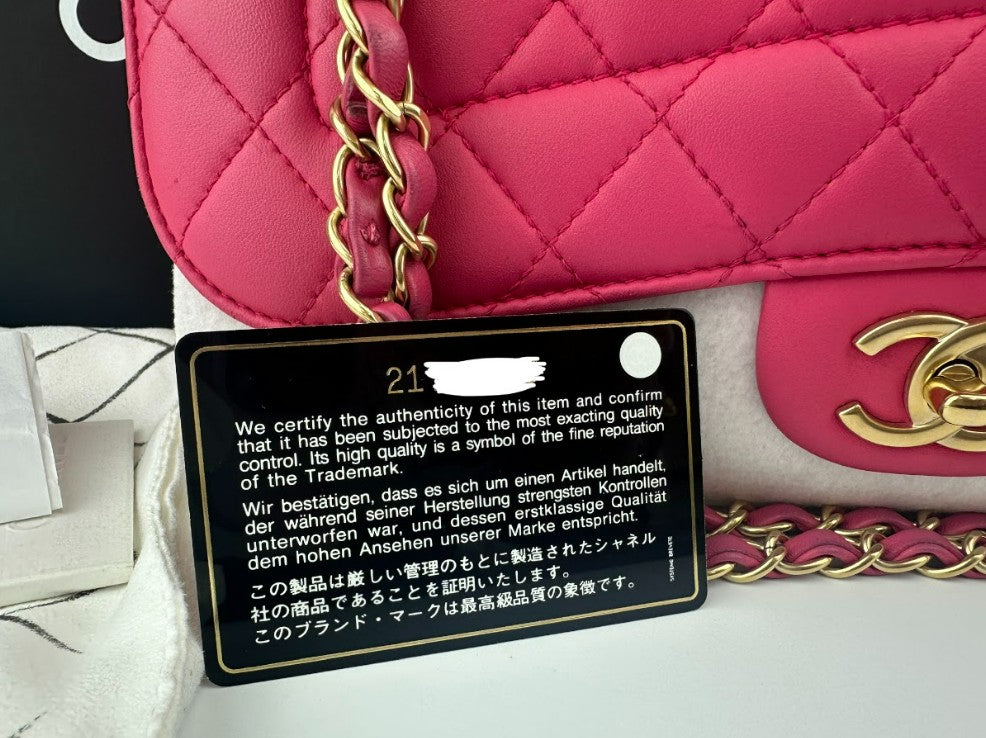 21
We certify the authenticity of this item and confirm
that it has been subjected to the most exacting quality
control. Its high quality is a symbol of the fine reputation
of the Trademark.
Wir bestätigen, dass es sich um einen Artikel handelt,
der während seiner Herstellung strengsten Kontrollen
unterworfen war, und dessen erstklassige Qualität
dem hohen Ansehen unserer Marke entspricht.
この製品は厳しい管理のもとに製造されたシャネル
社の商品であることを証明いたします。
このブランド・マークは最高級品質の象徴です。